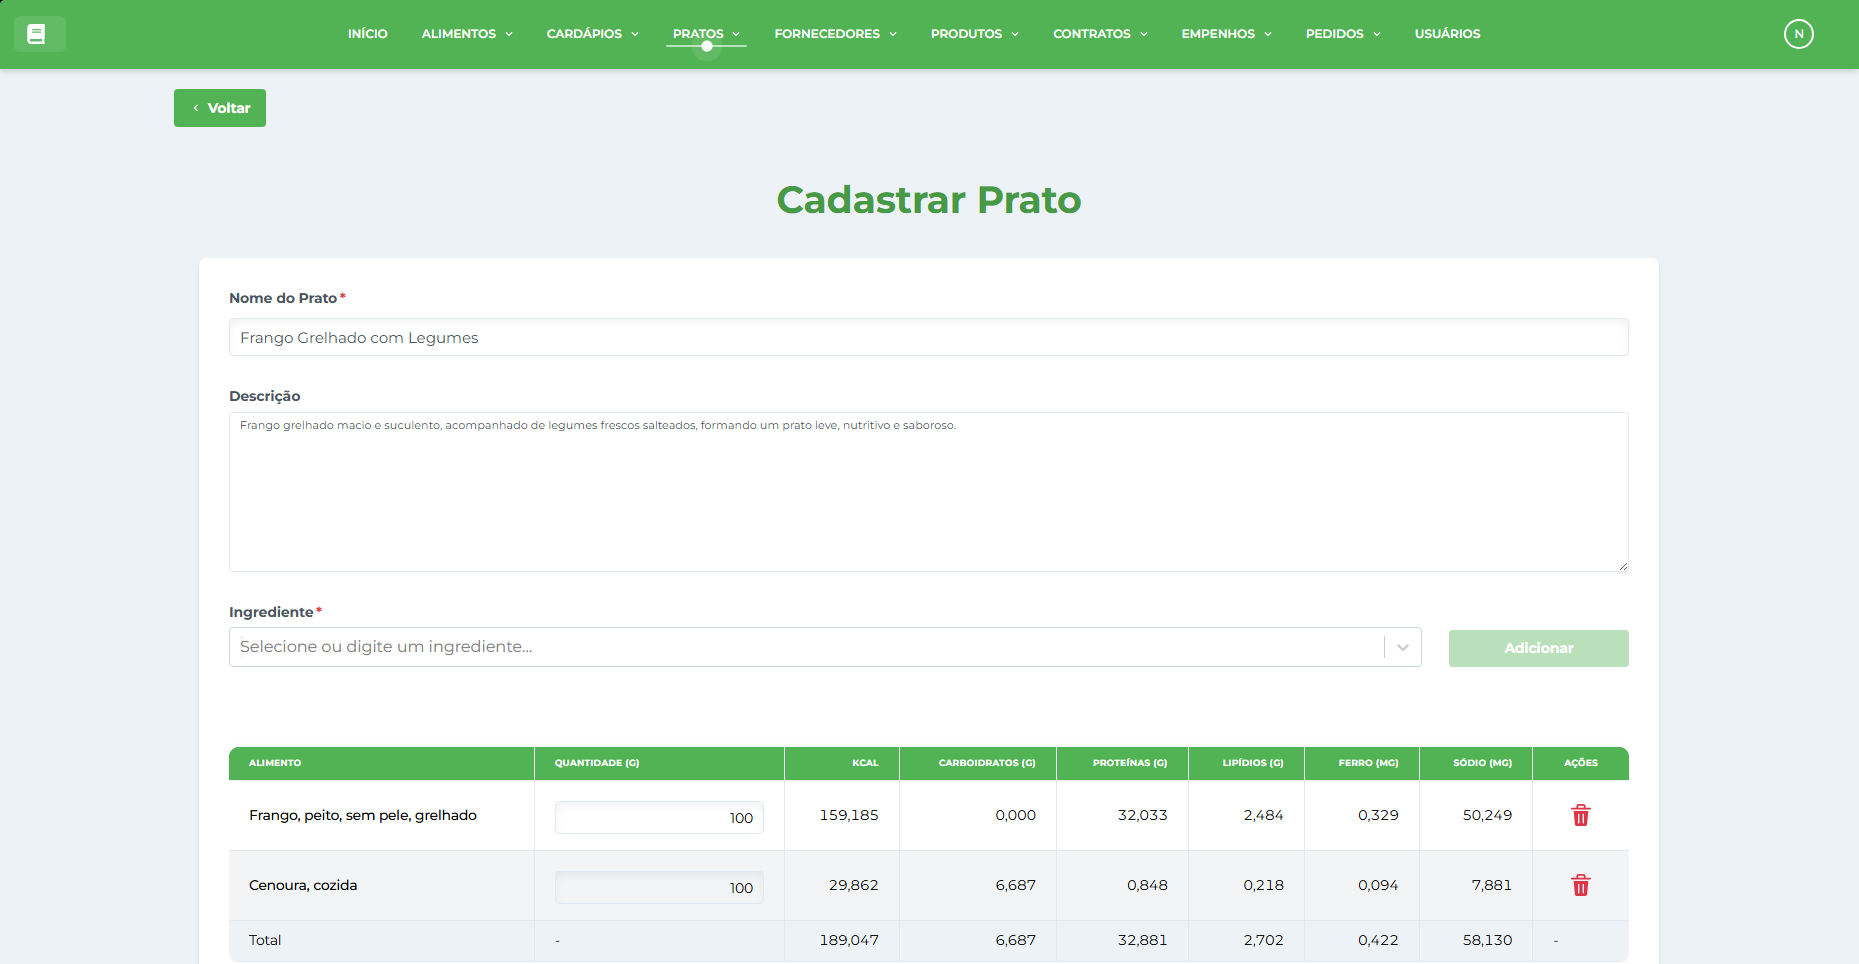 INÍCIO ALIMENTOS CARDÁPIOS PRATOS FORNECEDORES PRODUTOS CONTRATOS EMPENHOS PEDIDOS USUÁRIOS N
Voltar
Cadastrar Prato
Nome do Prato*
Frango Grelhado com Legumes
Descrição
Frango grelhado macio e suculento, acompanhado de legumes frescos salteados, formando um prato leve, nutritivo e saboroso.
Ingrediente*
Selecione ou digite um ingrediente...
Adicionar
ALIMENTO QUANTIDADE (G) KCAL CARBOIDRATOS (G) PROTEÍNAS (G) LIPÍDIOS (G) FERRO (MG) SÓDIO (MG) AÇÕES
Frango, peito, sem pele, grelhado 100 159,185 0,000 32,033 2,484 0,329 50,249
Cenoura, cozida 100 29,862 6,687 0,848 0,218 0,094 7,881
Total - 189,047 6,687 32,881 2,702 0,422 58,130 -